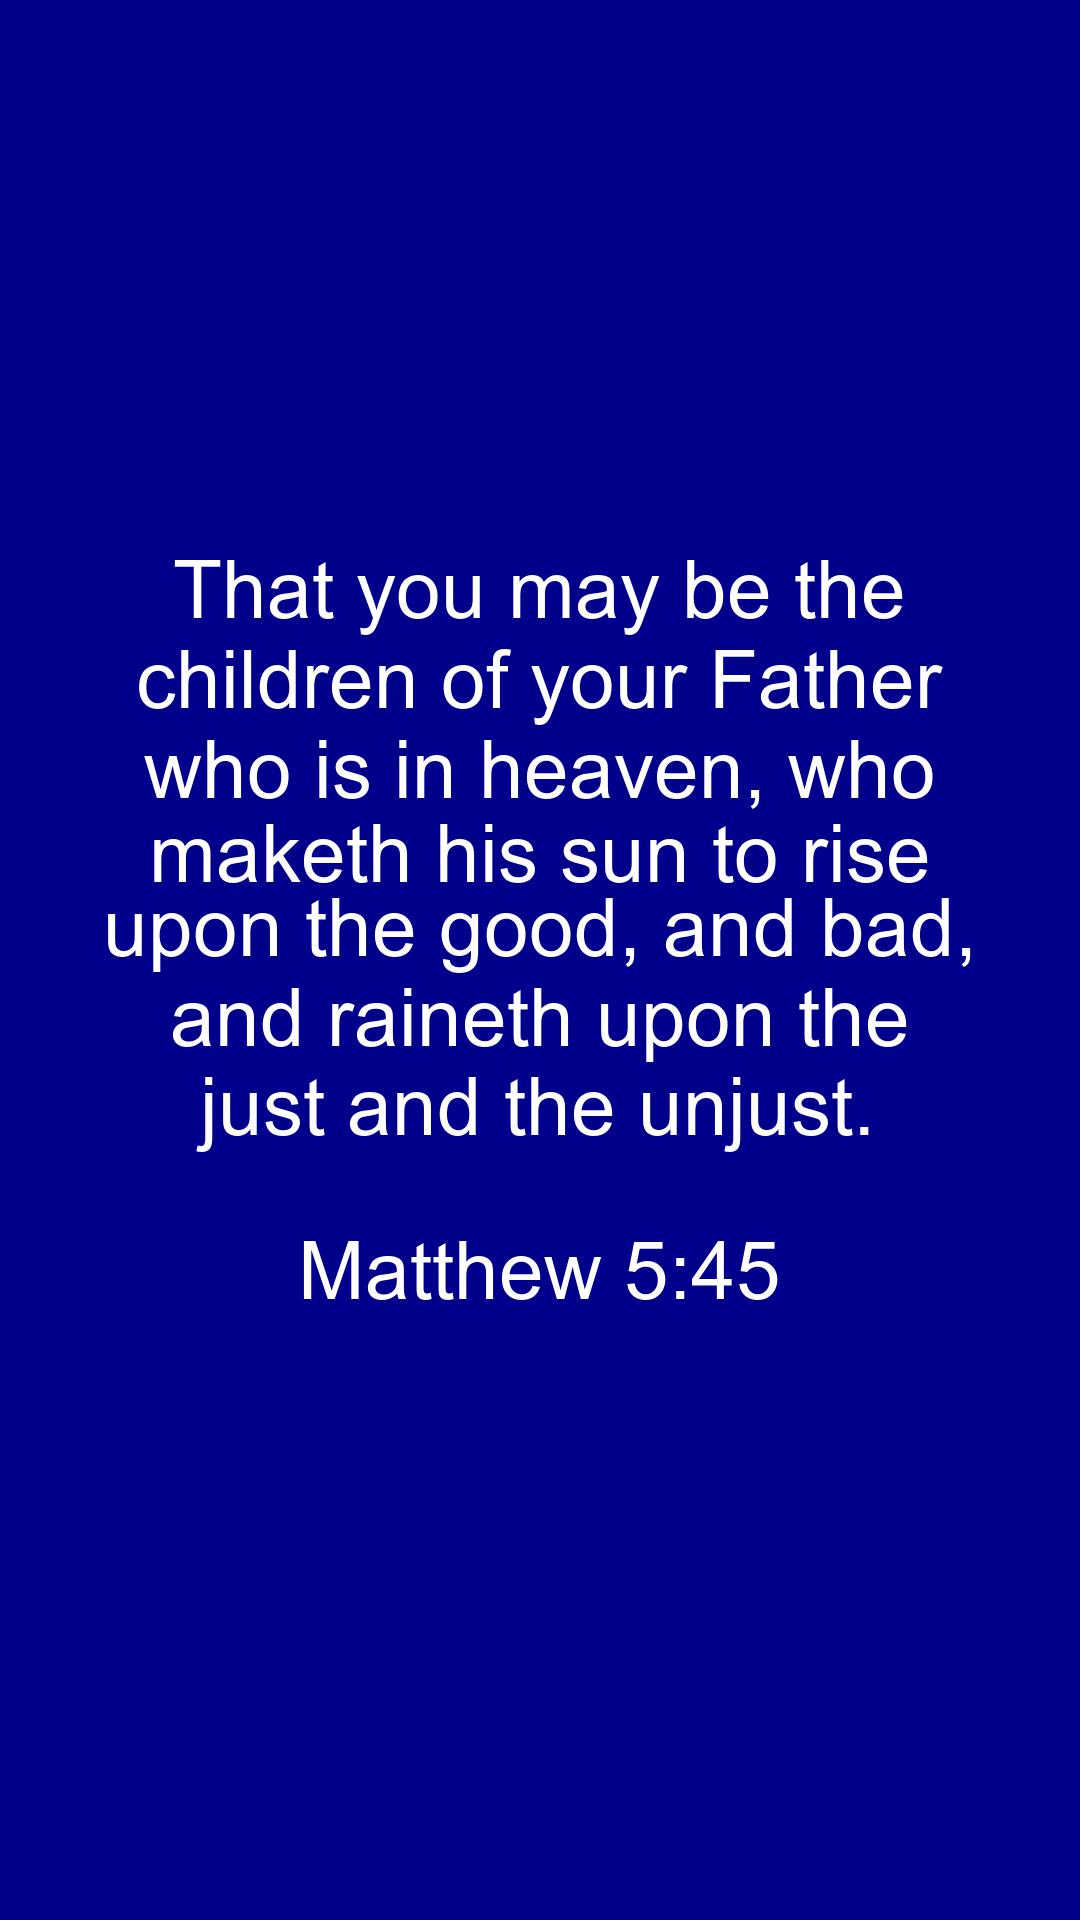 That you may be the
children of your Father
who is in heaven, who
maketh his sun to rise
upon the good, and bad,
and raineth upon the
just and the unjust.
Matthew 5:45